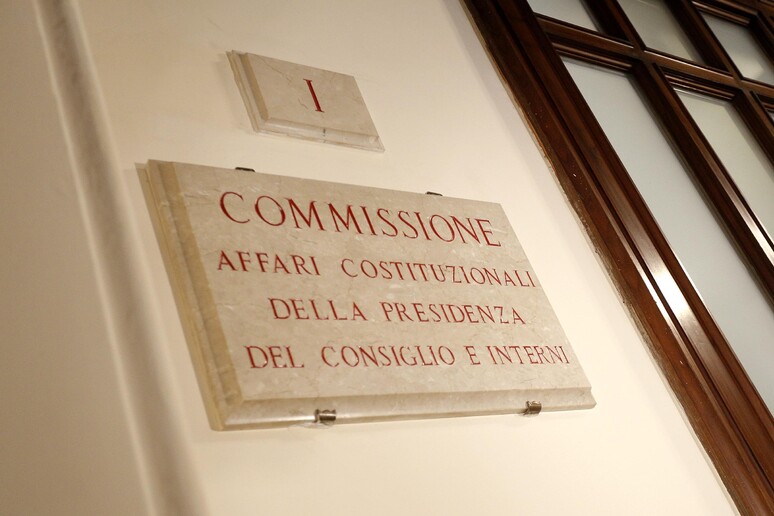 I
COMMISSIONE
AFFARI COSTITUZIONALI
DELLA PRESIDENZA
DEL CONSIGLIO E INTERNI